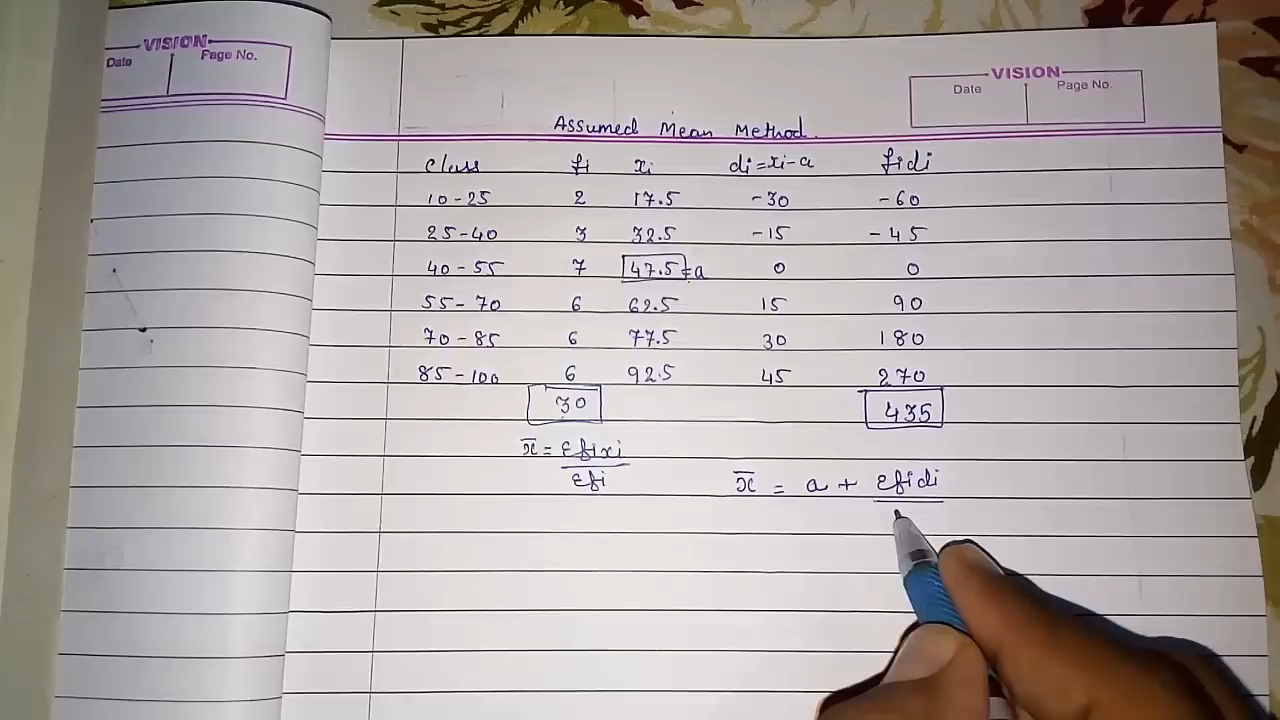 VISION
Date Page No.
VISION
Date Page No.
Assumed Mean Method.
class fi xi di=xi-a fidi
10-25 2 17.5 -30 -60
25-40 3 32.5 -15 -45
40-55 7 47.5=a 0 0
55-70 6 62.5 15 90
70-85 6 77.5 30 180
85-100 6 92.5 45 270
30 435
x̄ = Σfixi
Σfi
x̄ = a + Σfidi